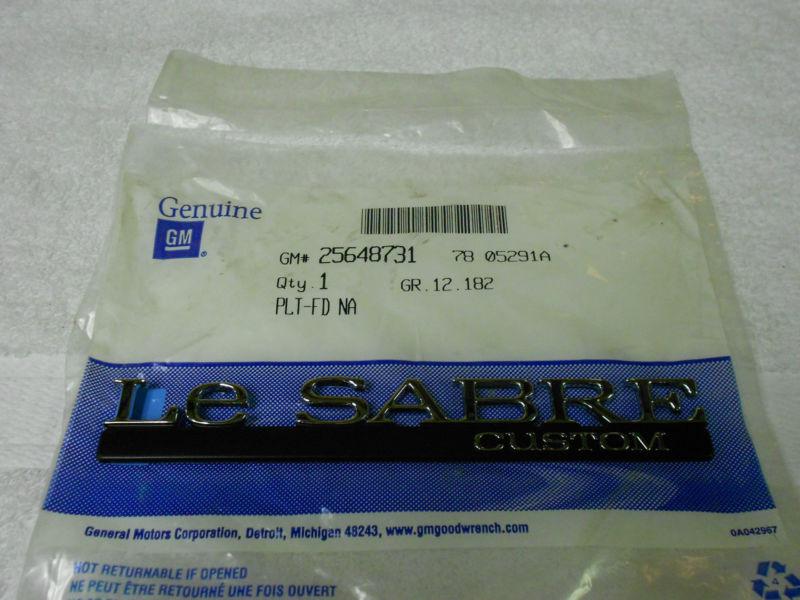 Genuine
GM
GM# 25648731 78 05291A
Qty. 1 GR.12.182
PLT-FD NA
Le SABRE
CUSTOM
General Motors Corporation, Detroit, Michigan 48243, www.gmgoodwrench.com
0A042967
NOT RETURNABLE IF OPENED
NE PEUT ÊTRE RETOURNÉ UNE FOIS OUVERT
4